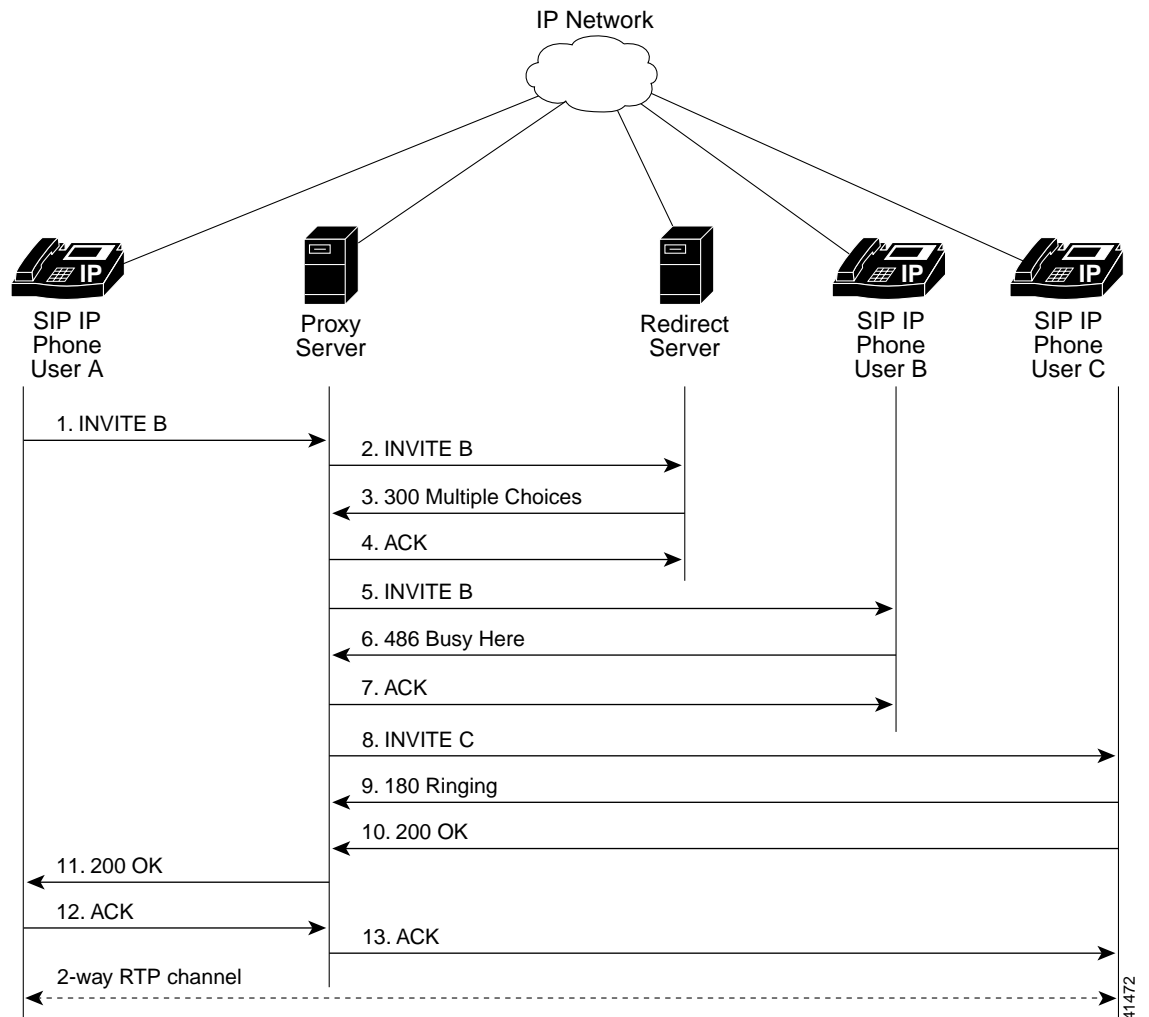 IP Network
IP
IP
IP
SIP IP
Phone
User A
Proxy
Server
Redirect
Server
SIP IP
Phone
User B
SIP IP
Phone
User C
1. INVITE B
2. INVITE B
3. 300 Multiple Choices
4. ACK
5. INVITE B
6. 486 Busy Here
7. ACK
8. INVITE C
9. 180 Ringing
10. 200 OK
11. 200 OK
12. ACK
13. ACK
2-way RTP channel
41472